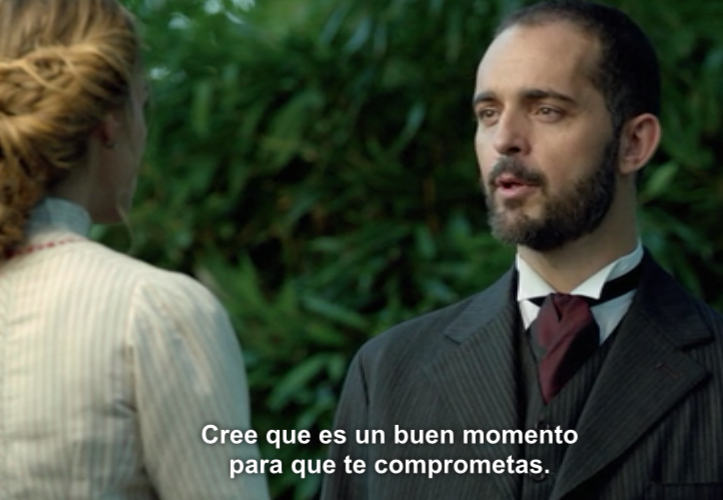 Cree que es un buen momento
para que te comprometas.